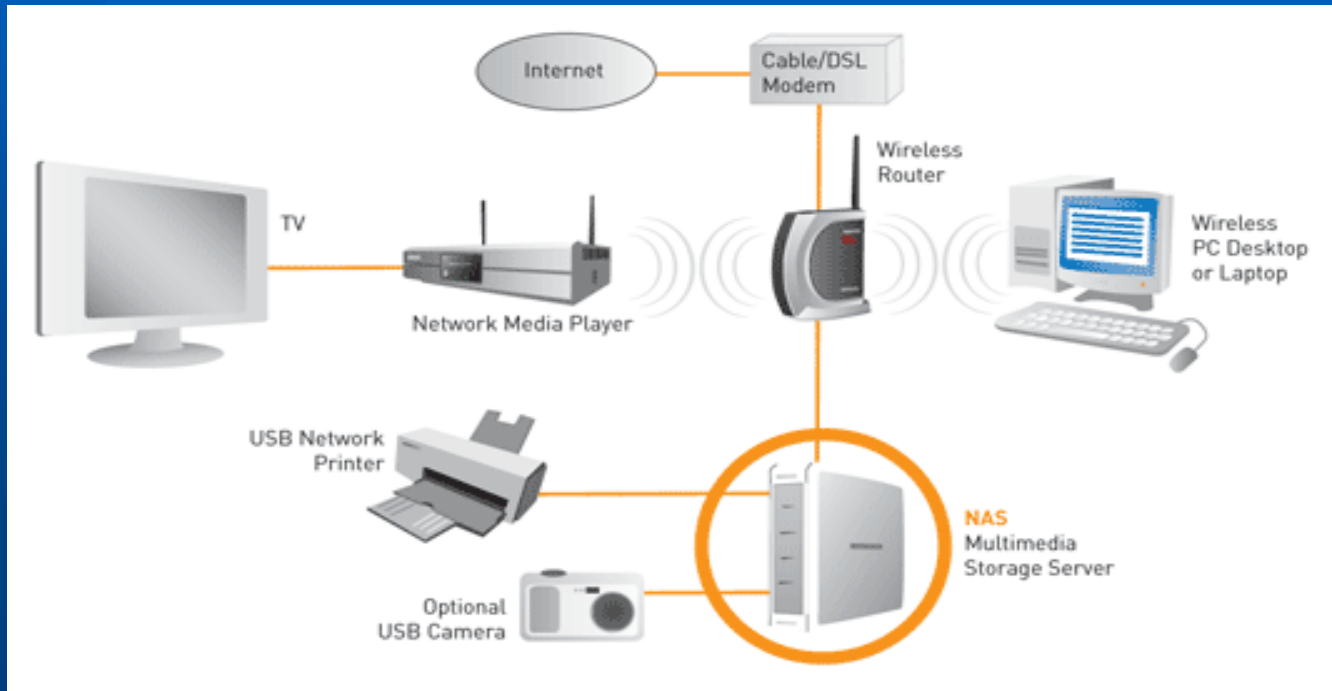 Internet
Cable/DSL
Modem
Wireless
Router
TV
Network Media Player
Wireless
PC Desktop
or Laptop
USB Network
Printer
NAS
Multimedia
Storage Server
Optional
USB Camera